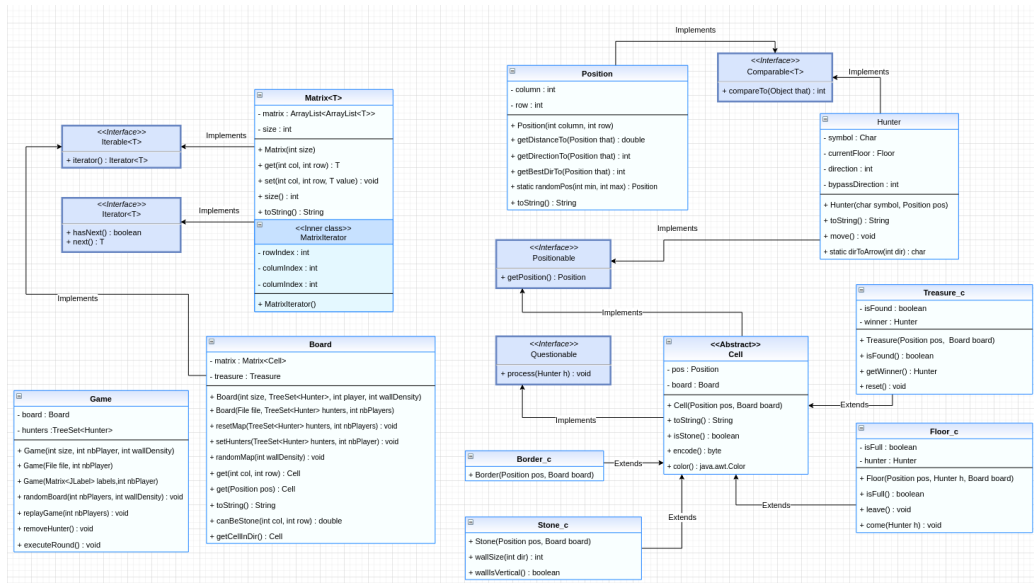 Implements
<<Interface>>
Comparable<T>
+ compareTo(Object that) : int
Implements
Position
- column : int
- row : int
+ Position(int column, int row)
+ getDistanceTo(Position that) : double
+ getDirectionTo(Position that) : int
+ getBestDirTo(Position that) : int
+ static randomPos(int min, int max) : Position
+ toString() : String
Matrix<T>
- matrix : ArrayList<ArrayList<T>>
- size : int
+ Matrix(int size)
+ get(int col, int row) : T
+ set(int col, int row, T value) : void
+ size() : int
+ toString() : String
<<Inner class>>
MatrixIterator
- rowIndex : int
- columIndex : int
- columIndex : int
+ MatrixIterator()
<<Interface>>
Iterable<T>
+ iterator() : Iterator<T>
Implements
<<Interface>>
Iterator<T>
+ hasNext() : boolean
+ next() : T
Implements
Implements
Hunter
- symbol : Char
- currentFloor : Floor
- direction : int
- bypassDirection : int
+ Hunter(char symbol, Position pos)
+ toString() : String
+ move() : void
+ static dirToArrow(int dir) : char
Implements
<<Interface>>
Positionable
+ getPosition() : Position
Implements
<<Interface>>
Questionable
+ process(Hunter h) : void
Implements
<<Abstract>>
Cell
- pos : Position
- board : Board
+ Cell(Position pos, Board board)
+ toString() : String
+ isStone() : boolean
+ encode() : byte
+ color() : java.awt.Color
Treasure_c
- isFound : boolean
- winner : Hunter
+ Treasure(Position pos,  Board board)
+ isFound() : boolean
+ getWinner() : Hunter
+ reset() : void
Extends
Floor_c
- isFull : boolean
- hunter : Hunter
+ Floor(Position pos, Hunter h, Board board)
+ isFull() : boolean
+ leave() : void
+ come(Hunter h) : void
Extends
Border_c
+ Border(Position pos, Board board)
Extends
Stone_c
+ Stone(Position pos, Board board)
+ wallSize(int dir) : int
+ wallIsVertical() : boolean
Extends
Board
- matrix : Matrix<Cell>
- treasure : Treasure
+ Board(int size, TreeSet<Hunter>, int player, int wallDensity)
+ Board(File file, TreeSet<Hunter> hunters, int nbPlayers)
+ resetMap(TreeSet<Hunter> hunters, int nbPlayers) : void
+ setHunters(TreeSet<Hunter> hunters, int nbPlayers) : void
+ randomMap(int wallDensity) : void
+ get(int col, int row) : Cell
+ get(Position pos) : Cell
+ toString() : String
+ canBeStone(int col, int row) : double
+ getCellInDir() : Cell
Game
- board : Board
- hunters :TreeSet<Hunter>
+ Game(int size, int nbPlayer, int wallDensity)
+ Game(File file, int nbPlayer)
+ Game(Matrix<JLabel> labels,int nbPlayer)
+ randomBoard(int nbPlayers, int wallDensity) : void
+ replayGame(int nbPlayers) : void
+ removeHunter() : void
+ executeRound() : void